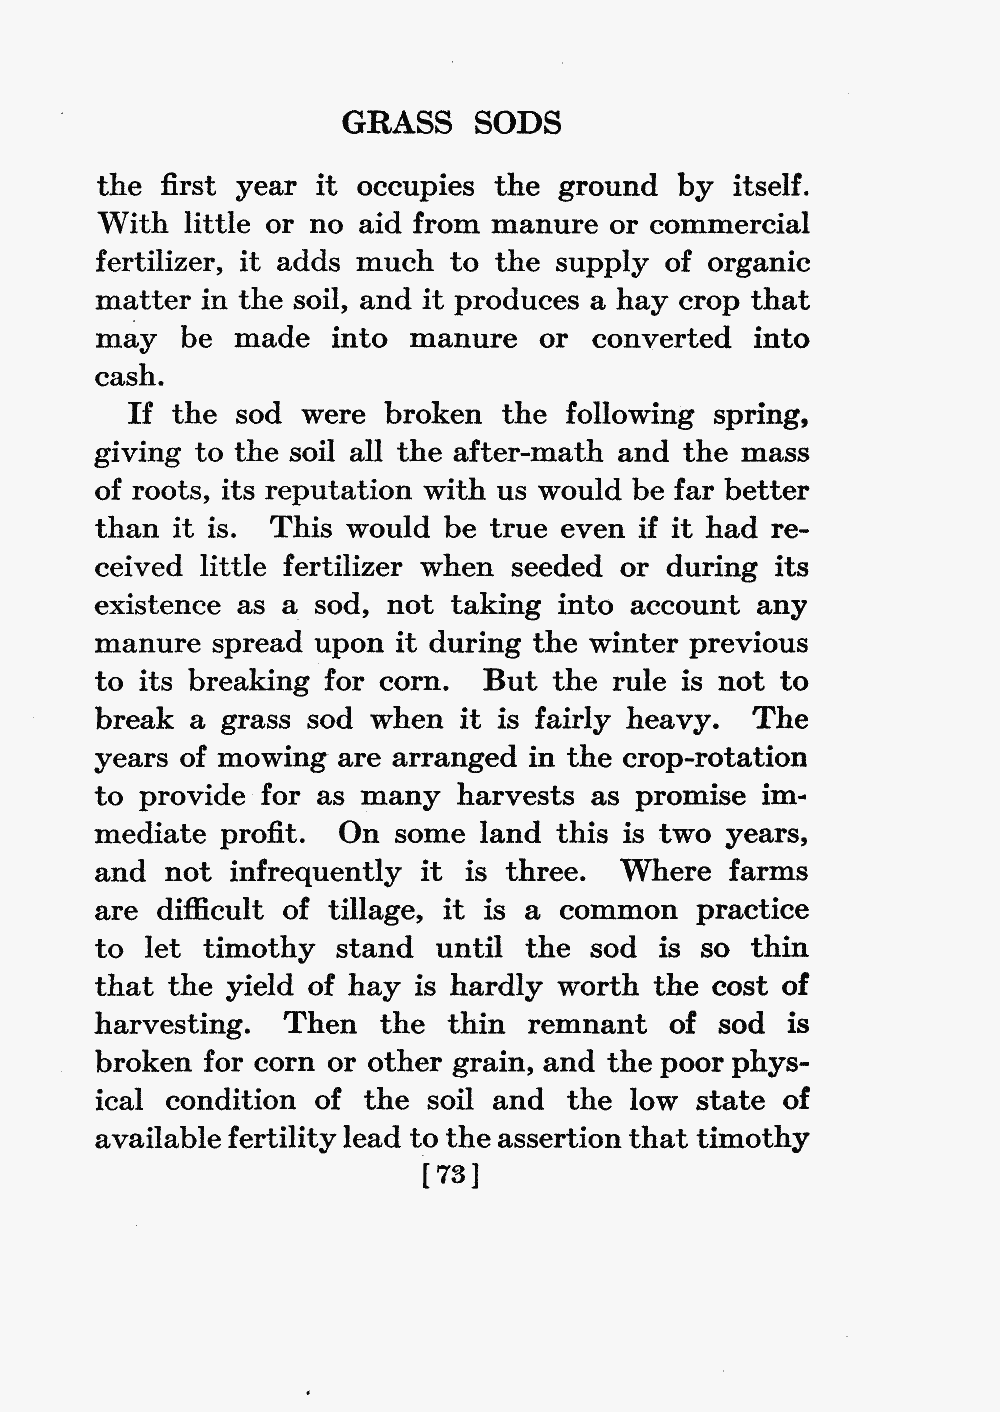 GRASS SODS
the first year it occupies the ground by itself.
With little or no aid from manure or commercial
fertilizer, it adds much to the supply of organic
matter in the soil, and it produces a hay crop that
may be made into manure or converted into
cash.
If the sod were broken the following spring,
giving to the soil all the after-math and the mass
of roots, its reputation with us would be far better
than it is. This would be true even if it had re-
ceived little fertilizer when seeded or during its
existence as a sod, not taking into account any
manure spread upon it during the winter previous
to its breaking for corn. But the rule is not to
break a grass sod when it is fairly heavy. The
years of mowing are arranged in the crop-rotation
to provide for as many harvests as promise im-
mediate profit. On some land this is two years,
and not infrequently it is three. Where farms
are difficult of tillage, it is a common practice
to let timothy stand until the sod is so thin
that the yield of hay is hardly worth the cost of
harvesting. Then the thin remnant of sod is
broken for corn or other grain, and the poor phys-
ical condition of the soil and the low state of
available fertility lead to the assertion that timothy
[73]